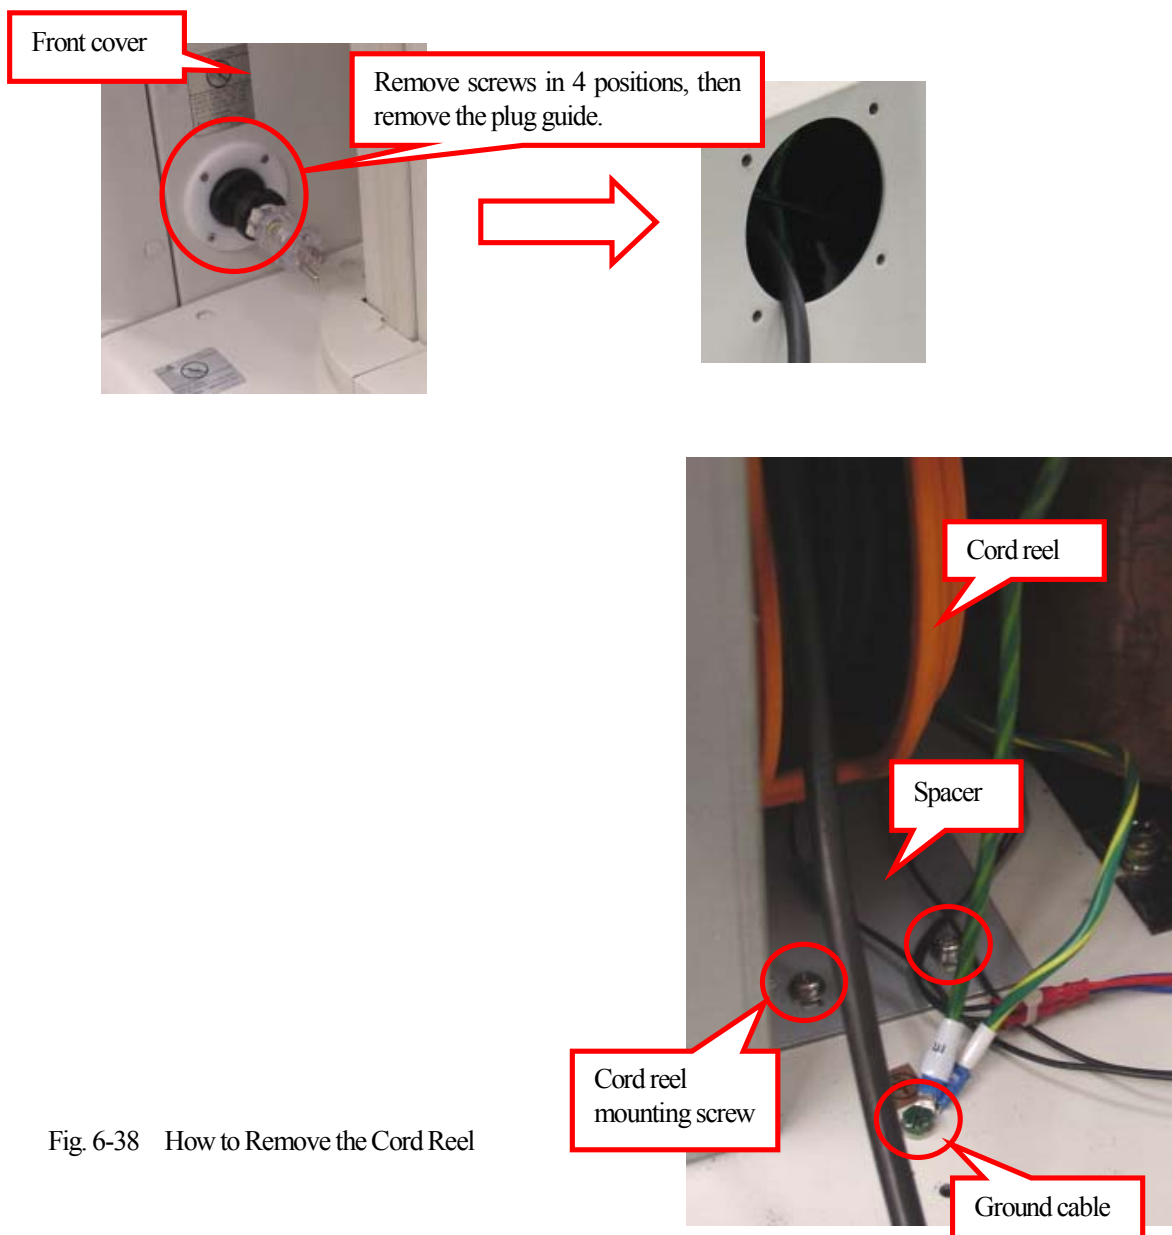 Front cover
Remove screws in 4 positions, then
remove the plug guide.
Cord reel
Spacer
Cord reel
mounting screw
Ground cable
Fig. 6-38 How to Remove the Cord Reel